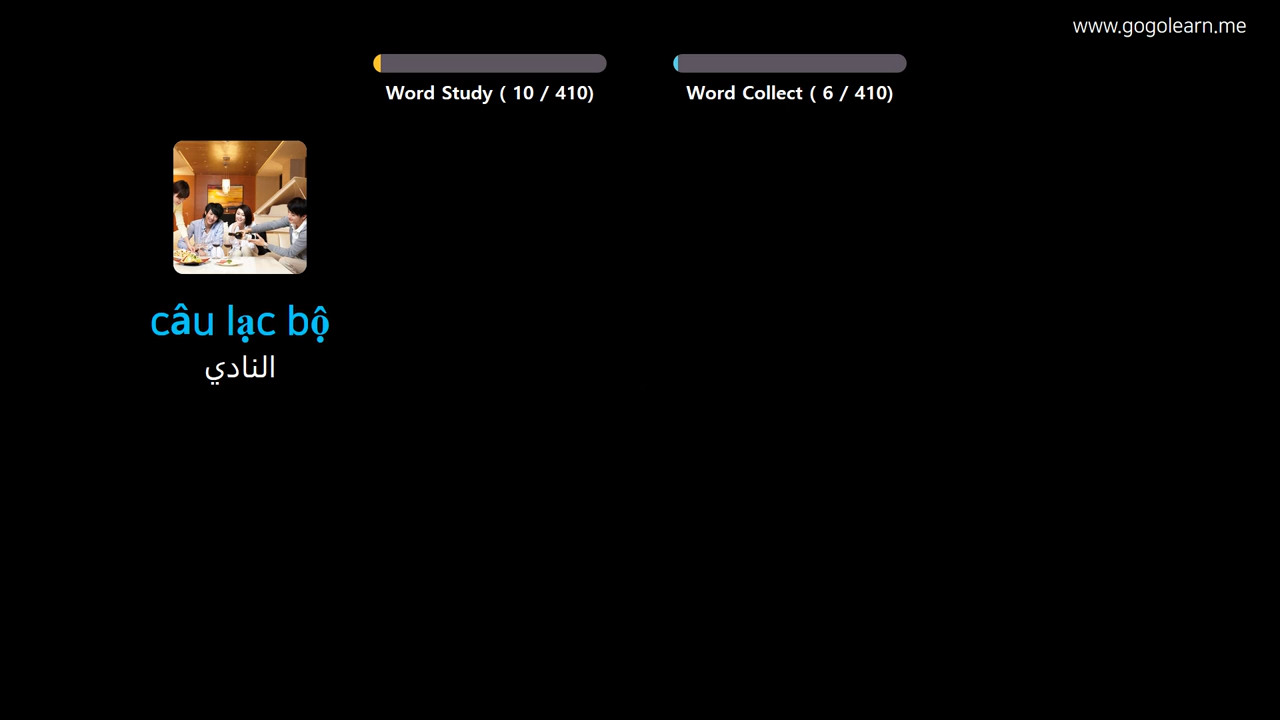 www.gogolearn.me
Word Study ( 10 / 410)
Word Collect ( 6 / 410)
câu lạc bộ
النادي